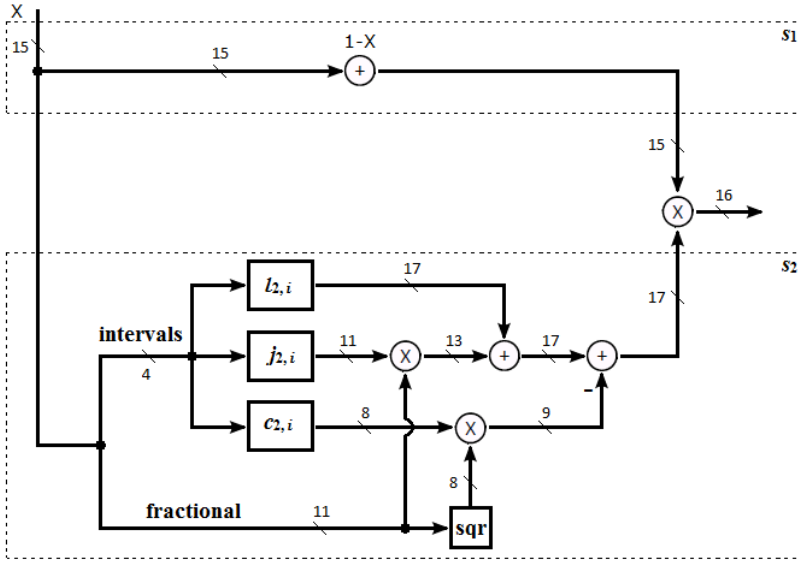 X
s1
15
15
1-X
+
15
X
16
s2
l2,i
17
17
intervals
4
j2,i
11
X
13
+
17
+
-
c2,i
8
X
9
8
fractional
11
sqr